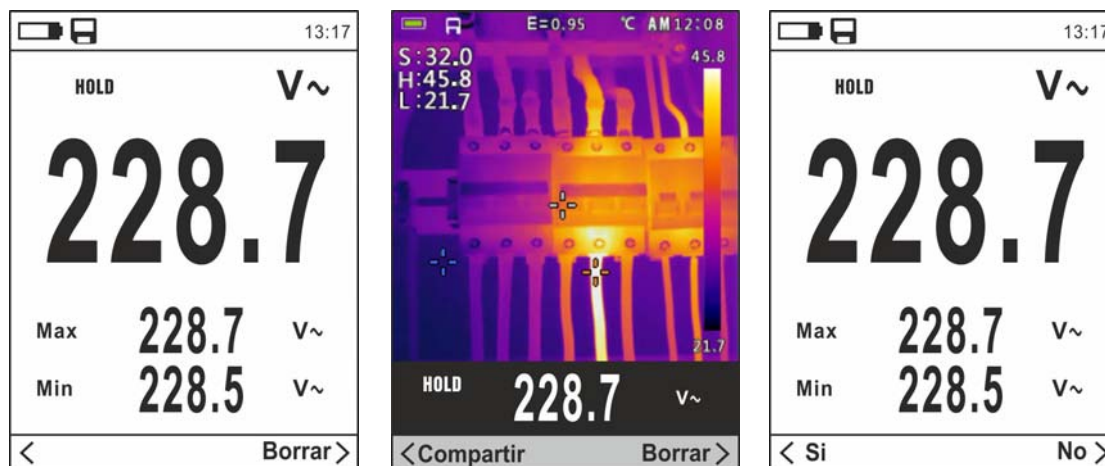 13:17
HOLD V~
228.7
Max 228.7 V~
Min 228.5 V~
< Borrar >
E=0.95 ℃ AM 12:08
S:32.0
H:45.8
L:21.7
45.8
21.7
HOLD 228.7 V~
<Compartir Borrar >
13:17
HOLD V~
228.7
Max 228.7 V~
Min 228.5 V~
< Si No >